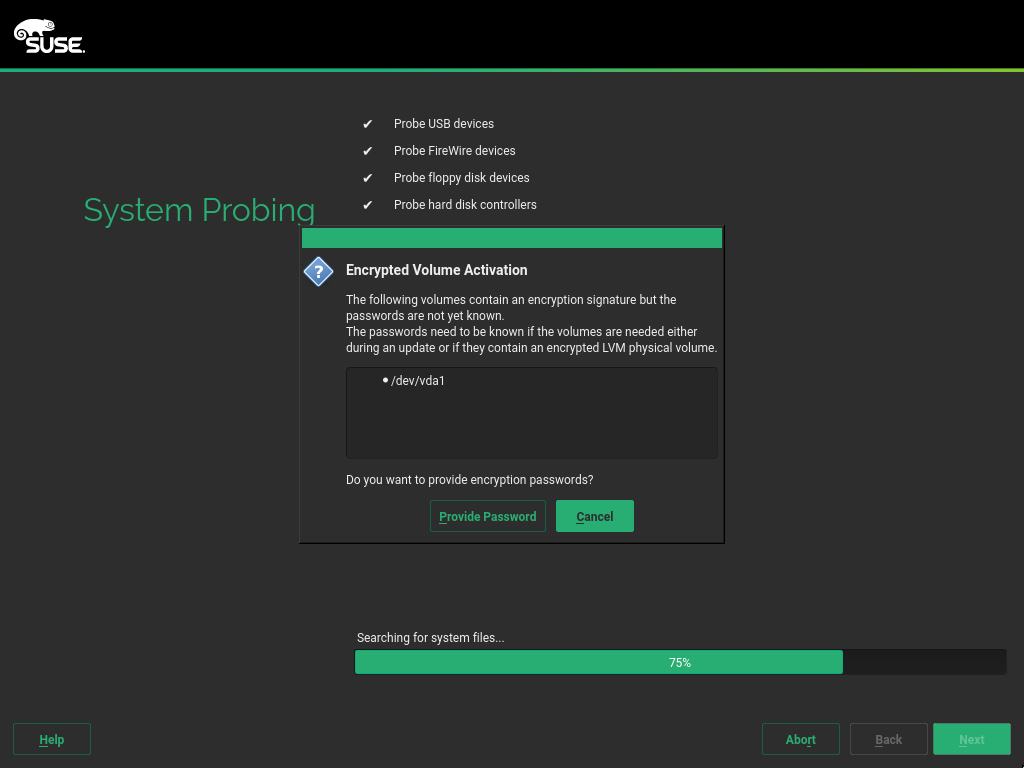 SUSE.
✔ Probe USB devices
✔ Probe FireWire devices
✔ Probe floppy disk devices
✔ Probe hard disk controllers
System Probing
Encrypted Volume Activation
The following volumes contain an encryption signature but the
passwords are not yet known.
The passwords need to be known if the volumes are needed either
during an update or if they contain an encrypted LVM physical volume.
• /dev/vda1
Do you want to provide encryption passwords?
Provide Password
Cancel
Searching for system files...
75%
Help
Abort
Back
Next